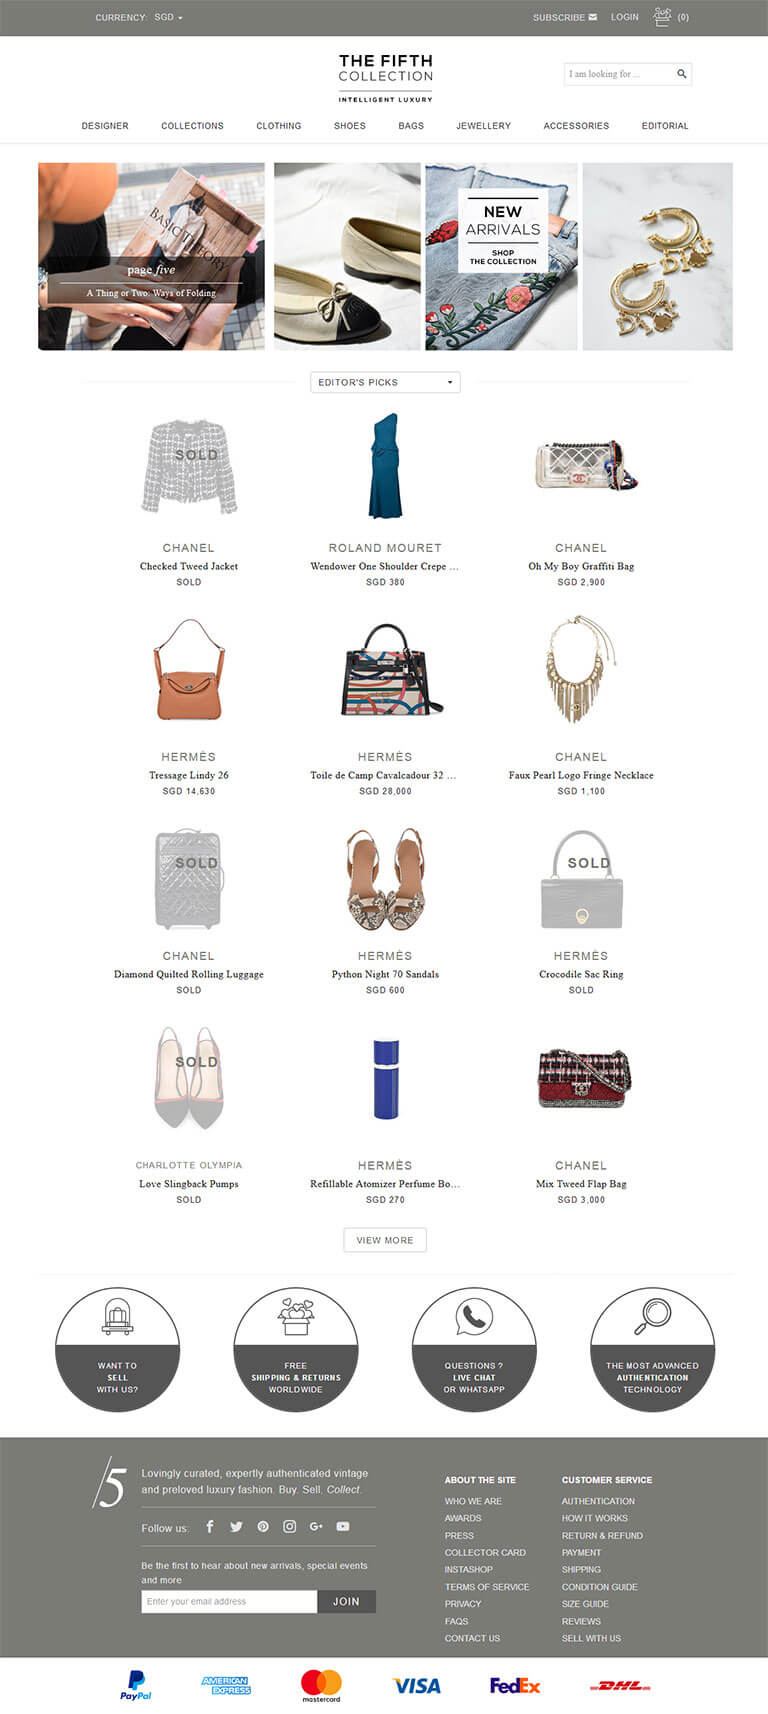 CURRENCY: SGD
SUBSCRIBE LOGIN (0)
THE FIFTH
COLLECTION
INTELLIGENT LUXURY
I am looking for ...
DESIGNER COLLECTIONS CLOTHING SHOES BAGS JEWELLERY ACCESSORIES EDITORIAL
BASIC THEORY
page five
A Thing or Two: Ways of Folding
NEW
ARRIVALS
SHOP
THE COLLECTION
EDITOR'S PICKS
SOLD
CHANEL ROLAND MOURET CHANEL
Checked Tweed Jacket Wendower One Shoulder Crepe ... Oh My Boy Graffiti Bag
SOLD SGD 380 SGD 2,900
HERMÈS HERMÈS CHANEL
Tressage Lindy 26 Toile de Camp Cavalcadour 32 ... Faux Pearl Logo Fringe Necklace
SGD 14,630 SGD 28,000 SGD 1,100
SOLD SOLD
CHANEL HERMÈS HERMÈS
Diamond Quilted Rolling Luggage Python Night 70 Sandals Crocodile Sac Ring
SOLD SGD 600 SOLD
SOLD
CHARLOTTE OLYMPIA HERMÈS CHANEL
Love Slingback Pumps Refillable Atomizer Perfume Bo... Mix Tweed Flap Bag
SOLD SGD 270 SGD 3,000
VIEW MORE
WANT TO
SELL
WITH US?
FREE
SHIPPING & RETURNS
WORLDWIDE
QUESTIONS ?
LIVE CHAT
OR WHATSAPP
THE MOST ADVANCED
AUTHENTICATION
TECHNOLOGY
/5
Lovingly curated, expertly authenticated vintage
and preloved luxury fashion. Buy. Sell. Collect.
Follow us:
Be the first to hear about new arrivals, special events
and more
Enter your email address JOIN
ABOUT THE SITE
WHO WE ARE
AWARDS
PRESS
COLLECTOR CARD
INSTASHOP
TERMS OF SERVICE
PRIVACY
FAQS
CONTACT US
CUSTOMER SERVICE
AUTHENTICATION
HOW IT WORKS
RETURN & REFUND
PAYMENT
SHIPPING
CONDITION GUIDE
SIZE GUIDE
REVIEWS
SELL WITH US
PayPal AMERICAN EXPRESS mastercard VISA FedEx DHL